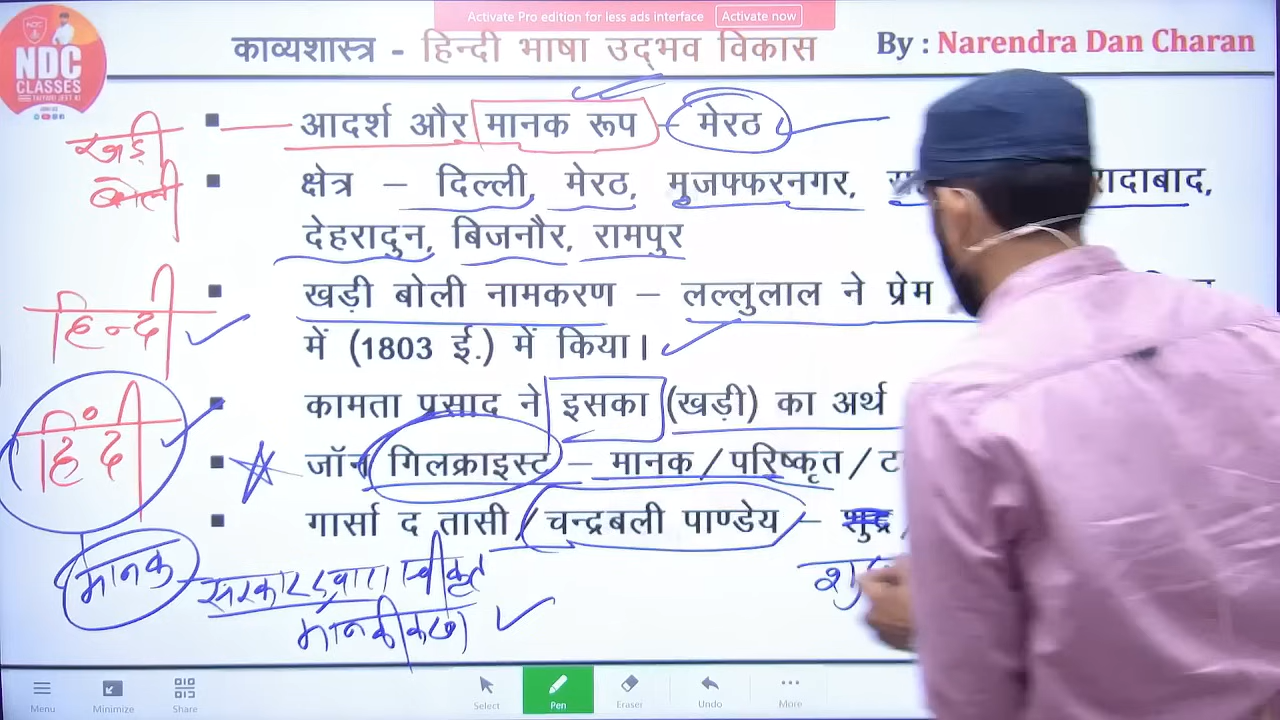 Activate Pro edition for less ads interface Activate now
NDC
CLASSES
काव्यशास्त्र - हिन्दी भाषा उद्भव विकास
By : Narendra Dan Charan
खड़ी
बोली
आदर्श और मानक रूप - मेरठ
क्षेत्र – दिल्ली, मेरठ, मुजफ्फरनगर,
देहरादुन, बिजनौर, रामपुर
हिन्दी
खड़ी बोली नामकरण – लल्लुलाल ने प्रेम
में (1803 ई.) में किया।
हिंदी
कामता प्रसाद ने इसका (खड़ी) का अर्थ
जॉन गिलक्राइस्ट – मानक / परिष्कृत /
गार्सा द तासी / चन्द्रबली पाण्डेय –
मानक
सरकार द्वारा स्वीकृत
मानकीकरण
Menu Minimize Share Select Pen Eraser Undo More